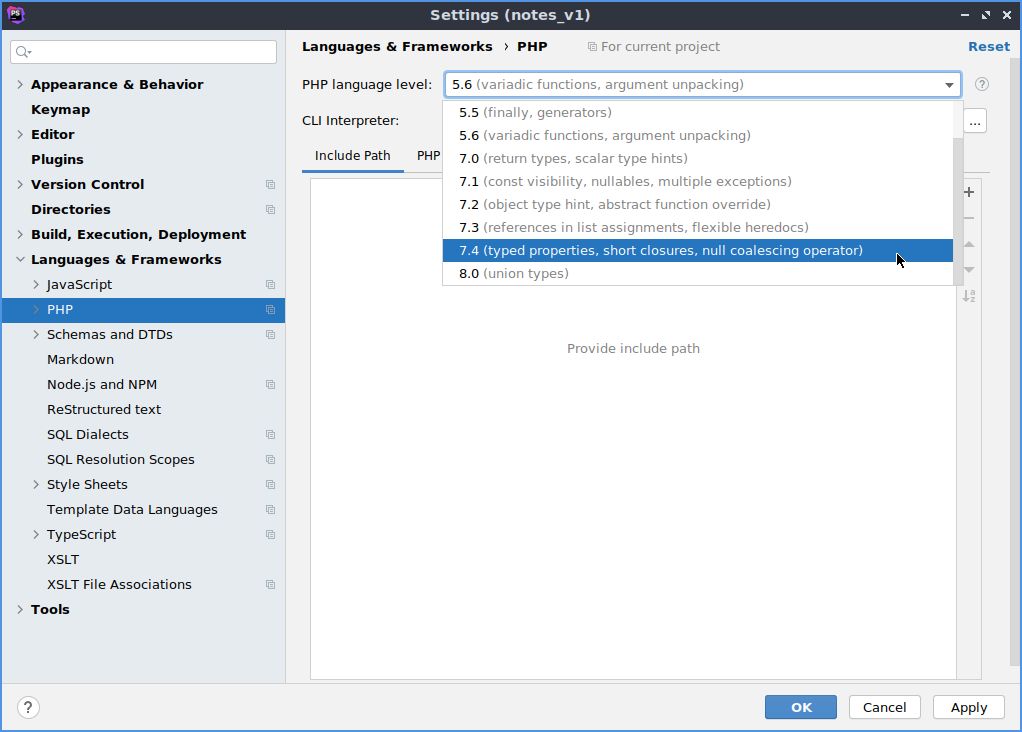 PS
Settings (notes_v1)
Languages & Frameworks › PHP
For current project
Reset
Appearance & Behavior
Keymap
Editor
Plugins
Version Control
Directories
Build, Execution, Deployment
Languages & Frameworks
JavaScript
PHP
Schemas and DTDs
Markdown
Node.js and NPM
ReStructured text
SQL Dialects
SQL Resolution Scopes
Style Sheets
Template Data Languages
TypeScript
XSLT
XSLT File Associations
Tools
PHP language level:
5.6 (variadic functions, argument unpacking)
?
CLI Interpreter:
...
Include Path
PHP
5.5 (finally, generators)
5.6 (variadic functions, argument unpacking)
7.0 (return types, scalar type hints)
7.1 (const visibility, nullables, multiple exceptions)
7.2 (object type hint, abstract function override)
7.3 (references in list assignments, flexible heredocs)
7.4 (typed properties, short closures, null coalescing operator)
8.0 (union types)
Provide include path
?
OK
Cancel
Apply